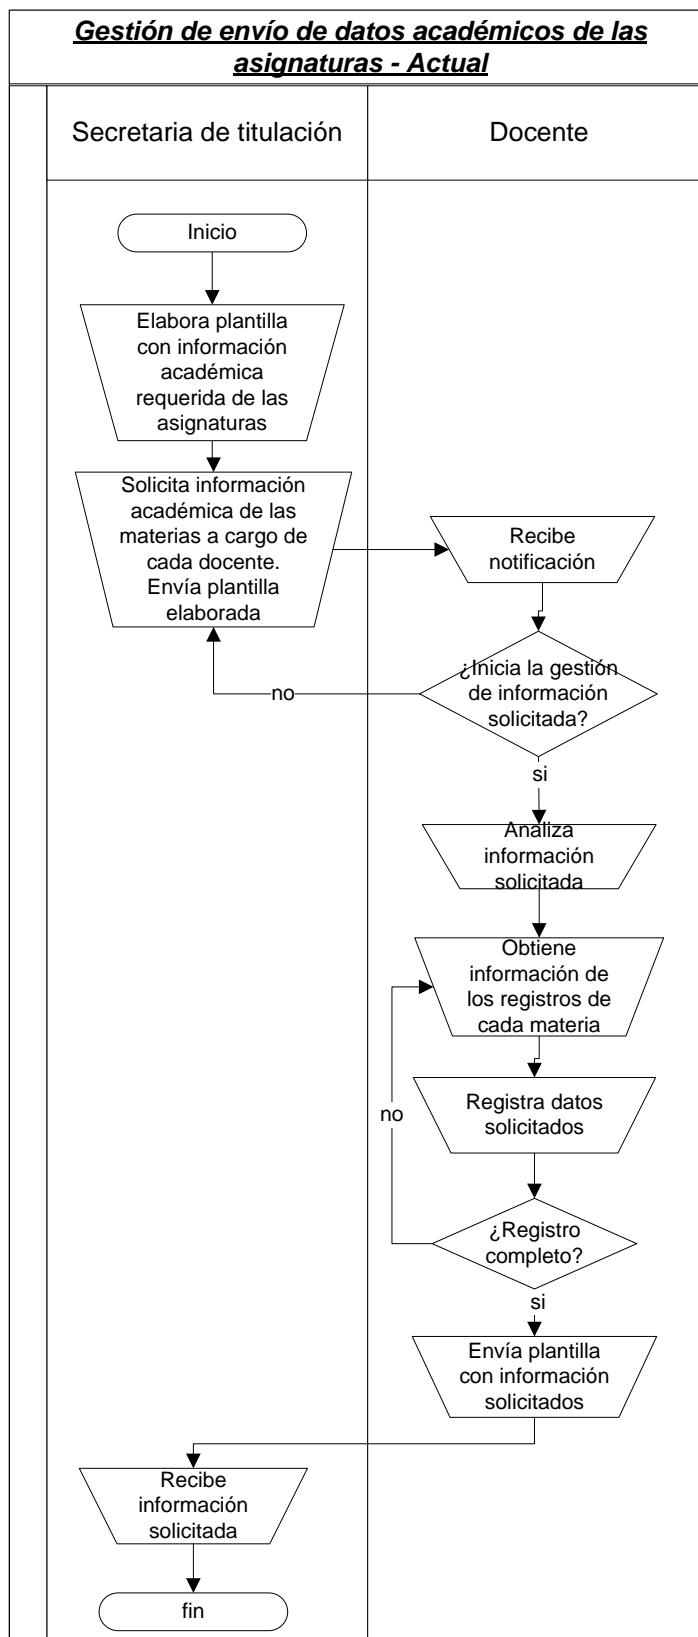 Gestión de envío de datos académicos de las
asignaturas - Actual
Secretaria de titulación
Docente
Inicio
Elabora plantilla
con información
académica
requerida de las
asignaturas
Solicita información
académica de las
materias a cargo de
cada docente.
Envía plantilla
elaborada
Recibe
notificación
¿Inicia la gestión
de información
solicitada?
no
si
Analiza
información
solicitada
Obtiene
información de
los registros de
cada materia
Registra datos
solicitados
no
¿Registro
completo?
si
Envía plantilla
con información
solicitados
Recibe
información
solicitada
fin